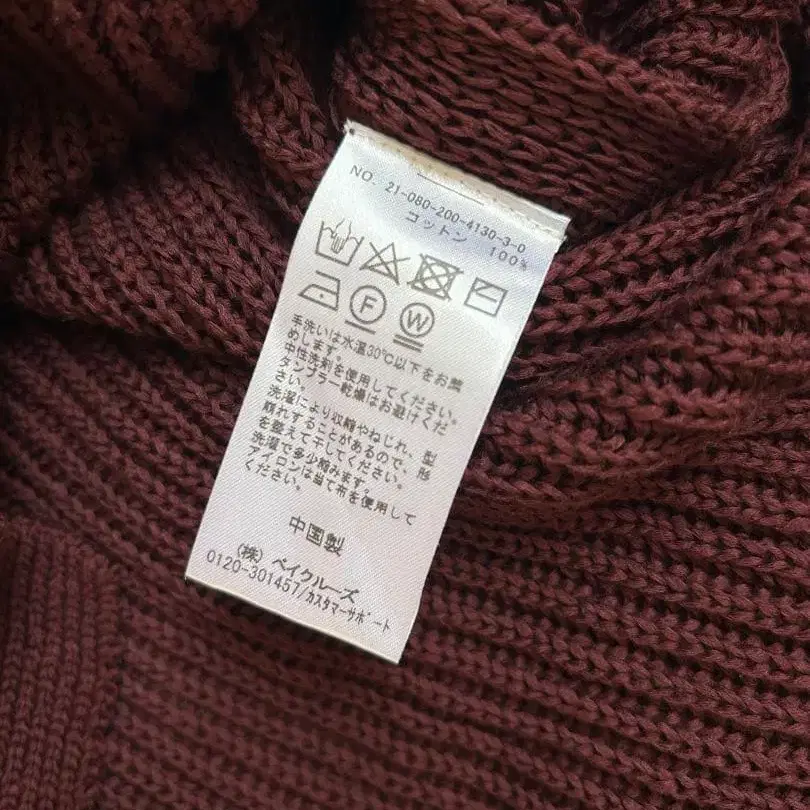 NO. 21-080-200-4130-3-0
コットン 100%
F W
手洗いは水温30℃以下をお薦
めします。
中性洗剤を使用してください。
タンブラー乾燥はお避けくだ
さい。
洗濯により収縮やねじれ、型
崩れすることがあるので、形
を整えて干してください。
洗濯で多少縮みます。
アイロンは当て布を使用して
ください。
中国製
(株) ベイクルーズ
0120-301457/カスタマーサポート